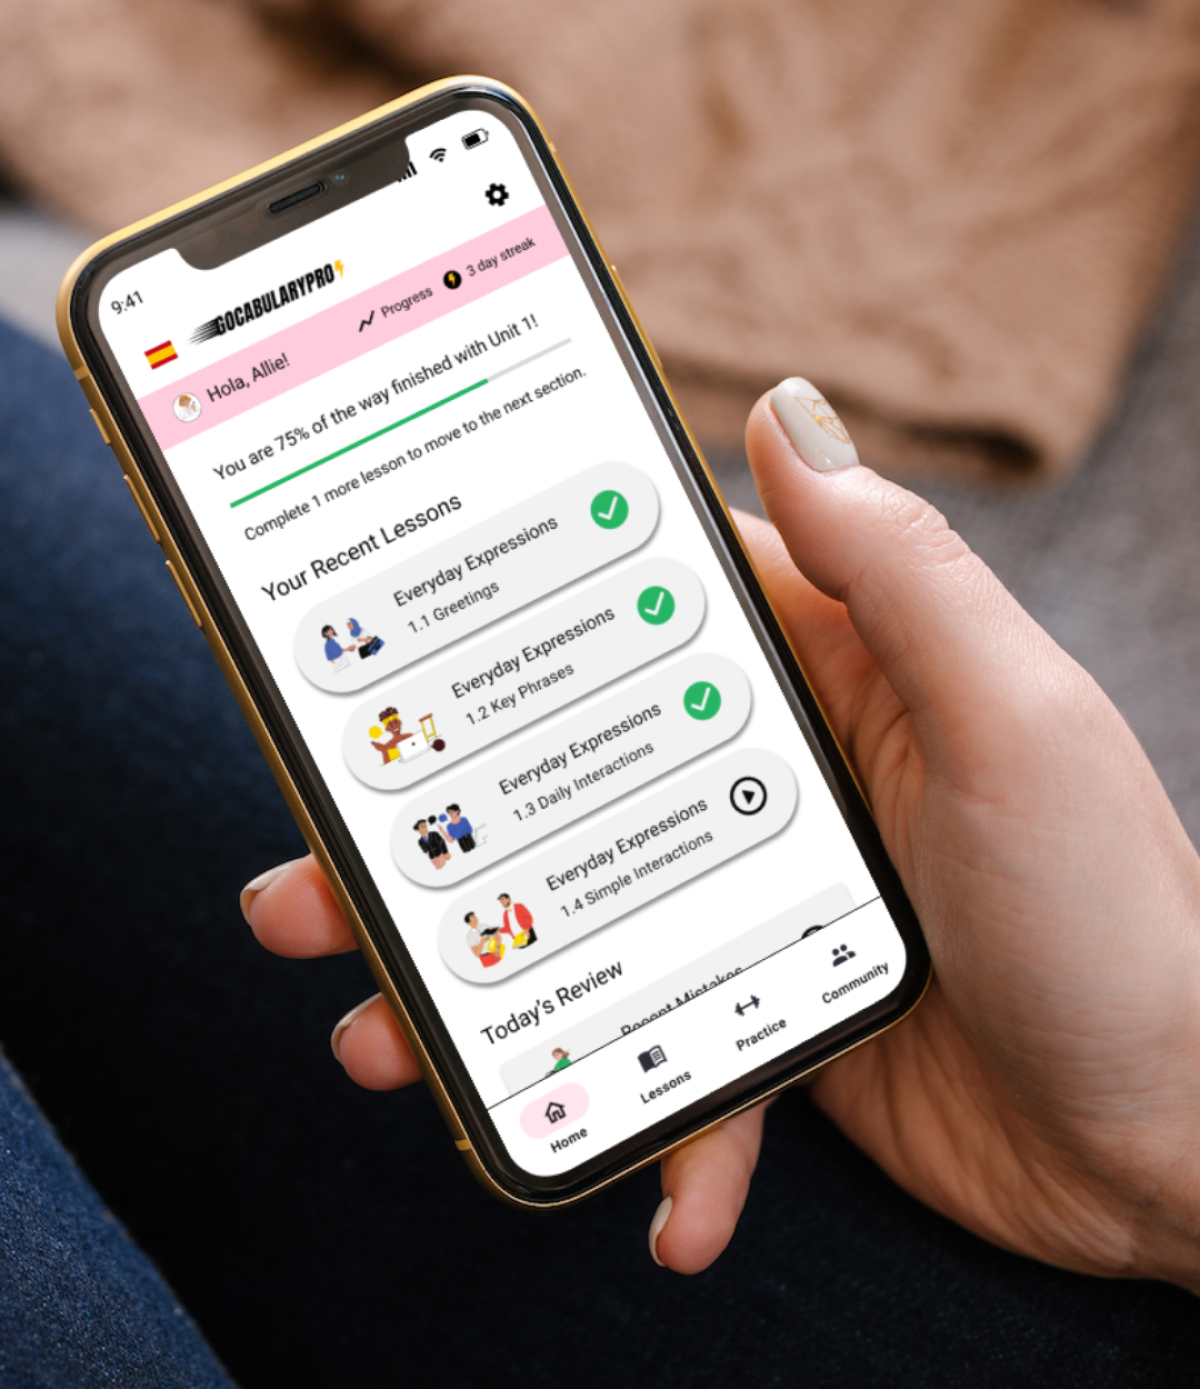 9:41
GOCABULARYPRO
Hola, Allie!
Progress
3 day streak
You are 75% of the way finished with Unit 1!
Complete 1 more lesson to move to the next section.
Your Recent Lessons
Everyday Expressions
1.1 Greetings
Everyday Expressions
1.2 Key Phrases
Everyday Expressions
1.3 Daily Interactions
Everyday Expressions
1.4 Simple Interactions
Today's Review
Recent Mistakes
Home
Lessons
Practice
Community